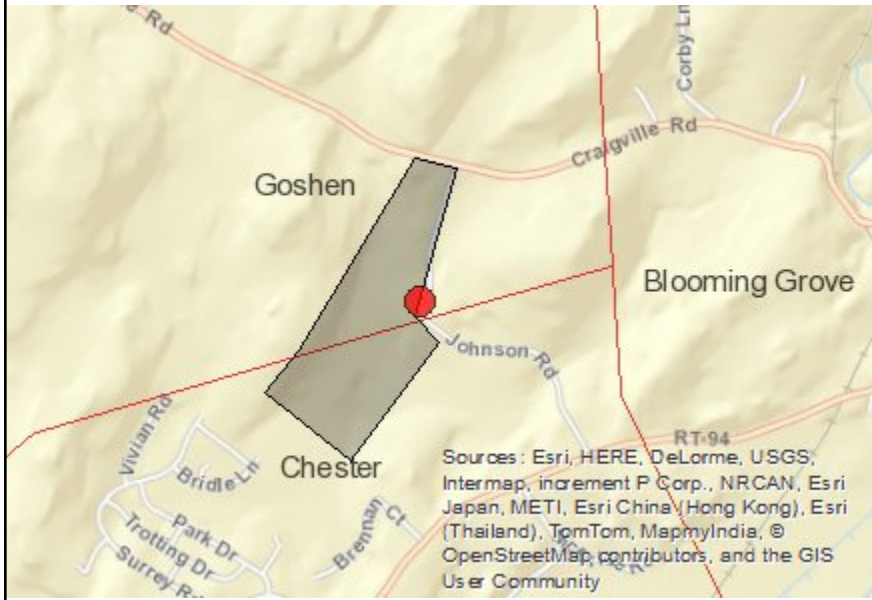 Rd
Corby Ln
Craigville Rd
Goshen
Blooming Grove
Johnson Rd
Vivian Rd
Bridle Ln
Chester
RT-94
Park Dr
Trotting Dr
Surrey Rd
Brennan Ct
Sources: Esri, HERE, DeLorme, USGS,
Intermap, increment P Corp., NRCAN, Esri
Japan, METI, Esri China (Hong Kong), Esri
(Thailand), TomTom, MapmyIndia, ©
OpenStreetMap contributors, and the GIS
User Community